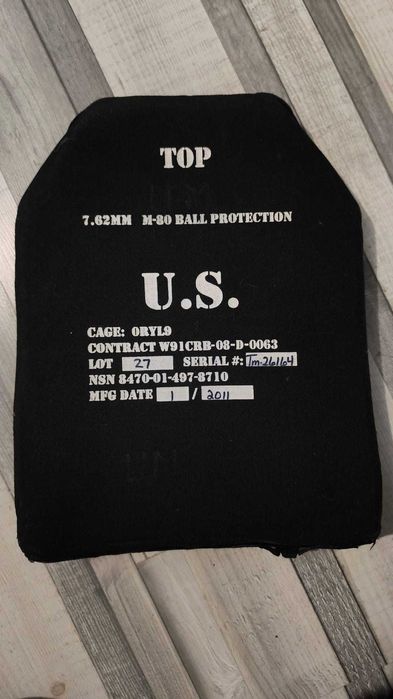 TOP
7.62MM M-80 BALL PROTECTION
U.S.
CAGE: 0RYL9
CONTRACT W91CRB-08-D-0063
LOT 27 SERIAL #: Tm-26164
NSN 8470-01-497-8710
MFG DATE 1 / 2011